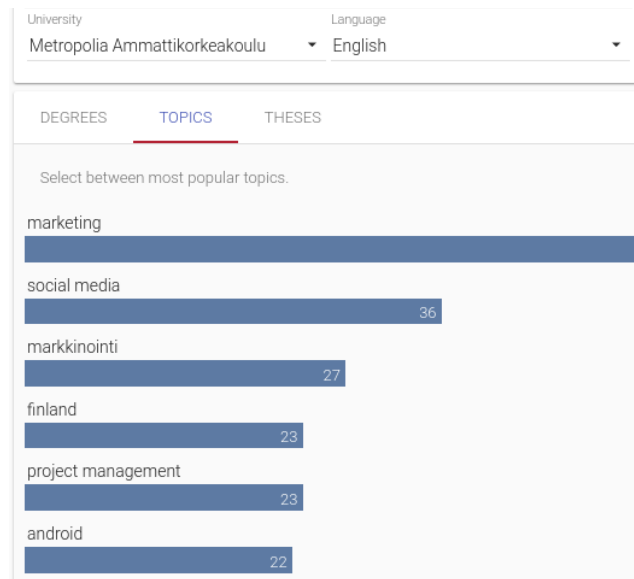 University Language
Metropolia Ammattikorkeakoulu English
DEGREES TOPICS THESES
Select between most popular topics.
marketing
social media
36
markkinointi
27
finland
23
project management
23
android
22